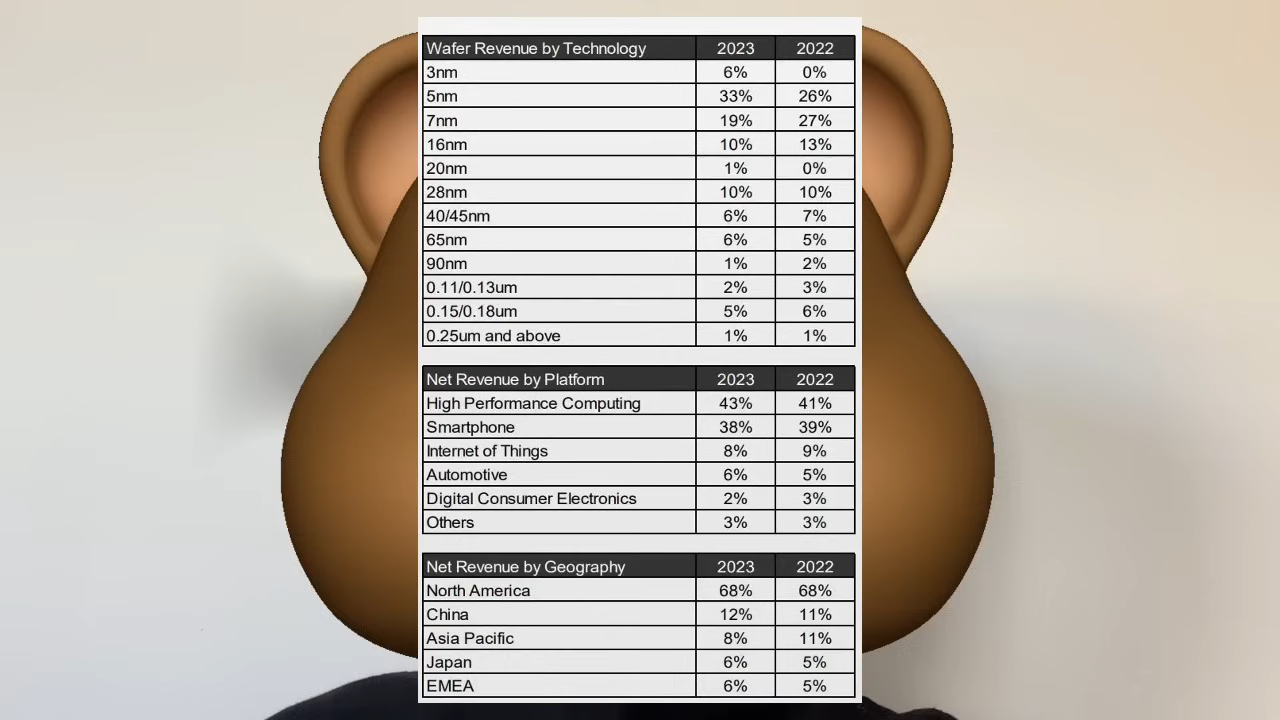 Wafer Revenue by Technology 2023 2022
3nm 6% 0%
5nm 33% 26%
7nm 19% 27%
16nm 10% 13%
20nm 1% 0%
28nm 10% 10%
40/45nm 6% 7%
65nm 6% 5%
90nm 1% 2%
0.11/0.13um 2% 3%
0.15/0.18um 5% 6%
0.25um and above 1% 1%
Net Revenue by Platform 2023 2022
High Performance Computing 43% 41%
Smartphone 38% 39%
Internet of Things 8% 9%
Automotive 6% 5%
Digital Consumer Electronics 2% 3%
Others 3% 3%
Net Revenue by Geography 2023 2022
North America 68% 68%
China 12% 11%
Asia Pacific 8% 11%
Japan 6% 5%
EMEA 6% 5%